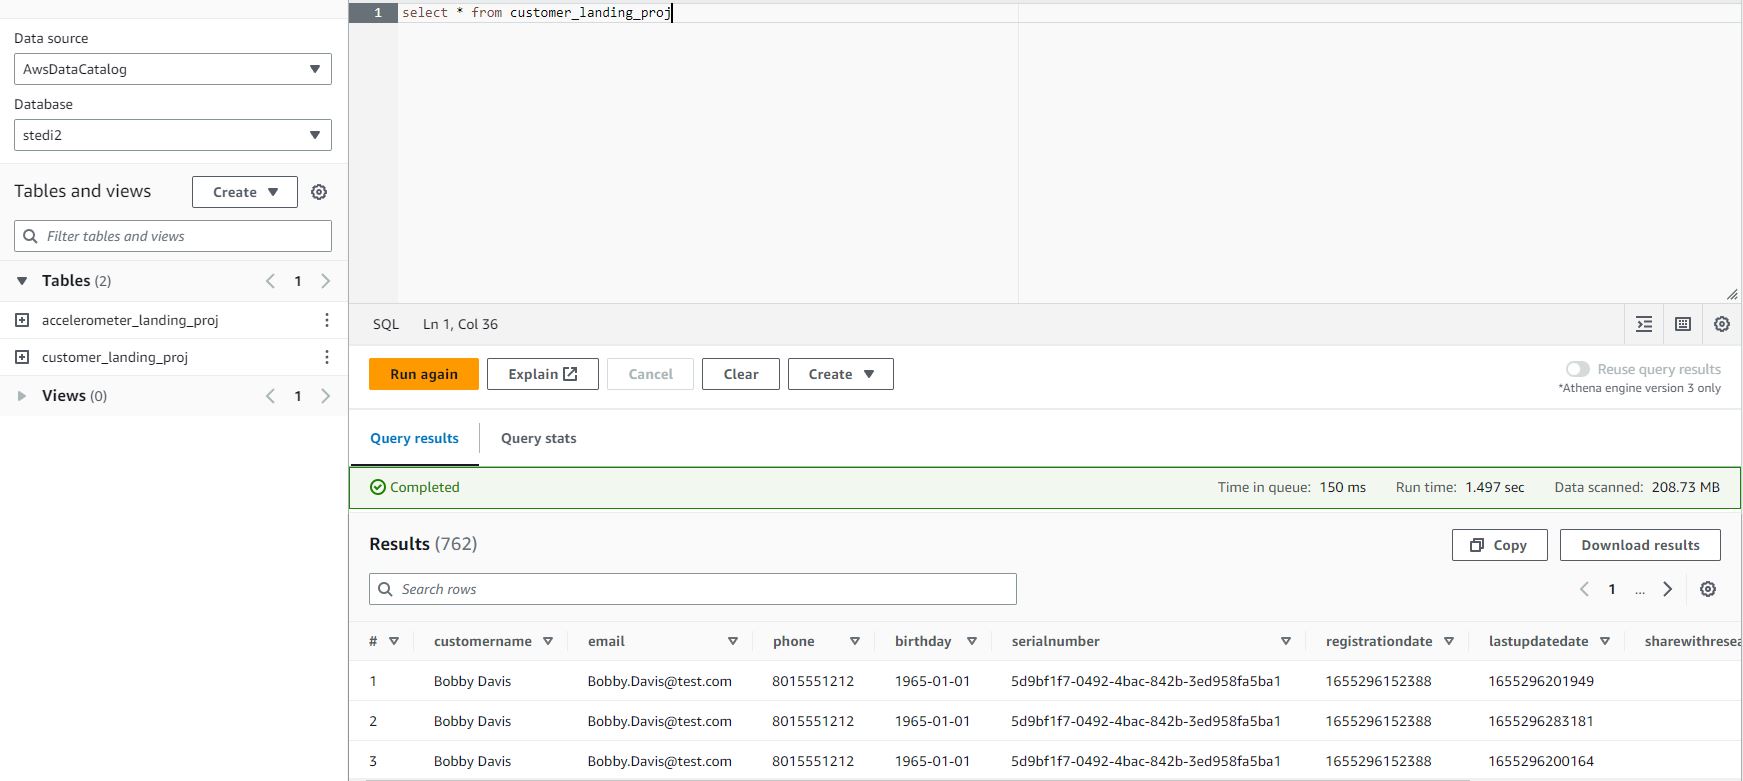 Data source
AwsDataCatalog
Database
stedi2
Tables and views
Create
Filter tables and views
Tables (2)
1
accelerometer_landing_proj
customer_landing_proj
Views (0)
1
1 select * from customer_landing_proj
SQL Ln 1, Col 36
Run again Explain Cancel Clear Create
Reuse query results
*Athena engine version 3 only
Query results Query stats
Completed Time in queue: 150 ms Run time: 1.497 sec Data scanned: 208.73 MB
Results (762) Copy Download results
Search rows
1 ...
# customername email phone birthday serialnumber registrationdate lastupdatedate sharewithresea
1 Bobby Davis Bobby.Davis@test.com 8015551212 1965-01-01 5d9bf1f7-0492-4bac-842b-3ed958fa5ba1 1655296152388 1655296201949
2 Bobby Davis Bobby.Davis@test.com 8015551212 1965-01-01 5d9bf1f7-0492-4bac-842b-3ed958fa5ba1 1655296152388 1655296283181
3 Bobby Davis Bobby.Davis@test.com 8015551212 1965-01-01 5d9bf1f7-0492-4bac-842b-3ed958fa5ba1 1655296152388 1655296200164